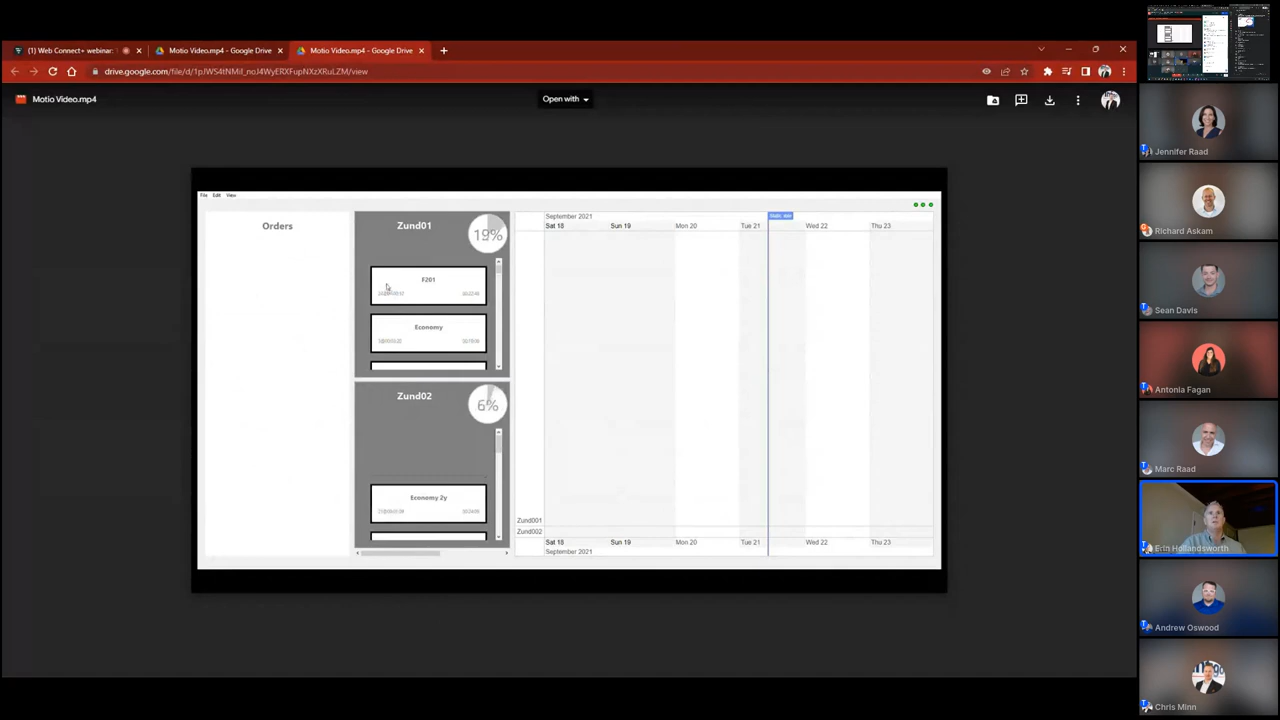 (1) Web Connect+ webinar:
Motio Video.mp4 - Google Drive
Motio Video.mp4 - Google Drive
drive.google.com/file/d/1pJWS4tNMiI_noJ4WyERXFupNXzXRuLZM/view
Motio Video.mp4
Open with
File Edit View
Orders
Zund01
19%
F201
Economy
Zund02
6%
Economy 2y
September 2021
Sat 18 Sun 19 Mon 20 Tue 21 Wed 22 Thu 23
Zund001
Zund002
Sat 18 Sun 19 Mon 20 Tue 21 Wed 22 Thu 23
September 2021
Jennifer Raad
Richard Askam
Sean Davis
Antonia Fagan
Marc Raad
Erin Hollandsworth
Andrew Oswood
Chris Minn